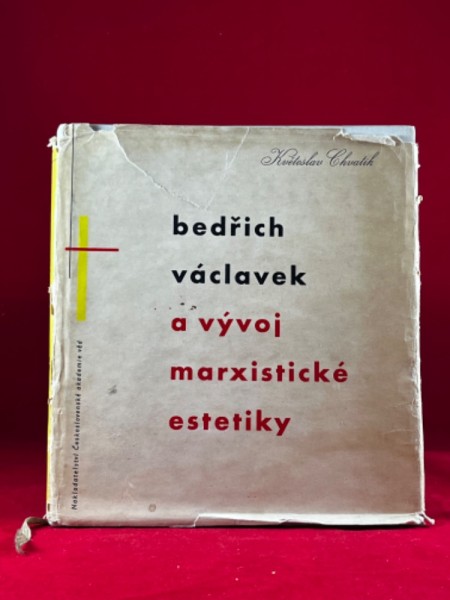 Květoslav Chvatík
bedřich
václavek
a vývoj
marxistické
estetiky
Nakladatelství Československé akademie věd